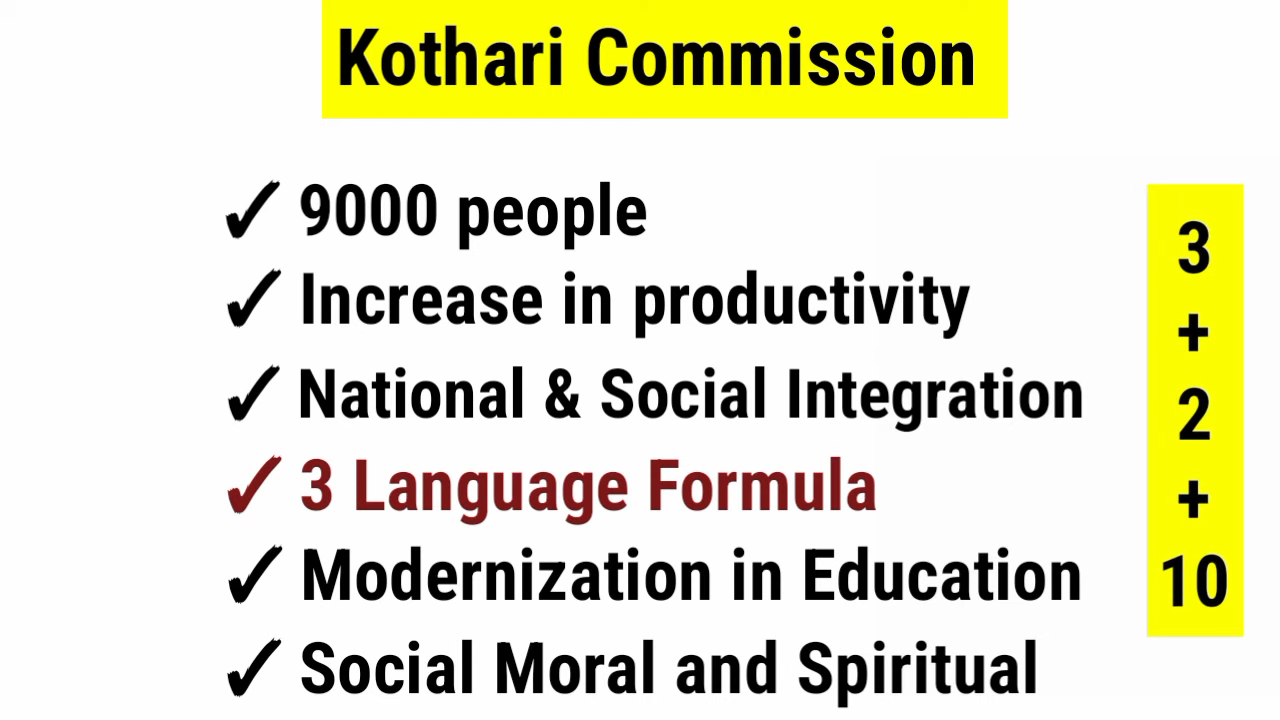 Kothari Commission
✓ 9000 people
✓ Increase in productivity
✓ National & Social Integration
✓ 3 Language Formula
✓ Modernization in Education
✓ Social Moral and Spiritual
3
+
2
+
10